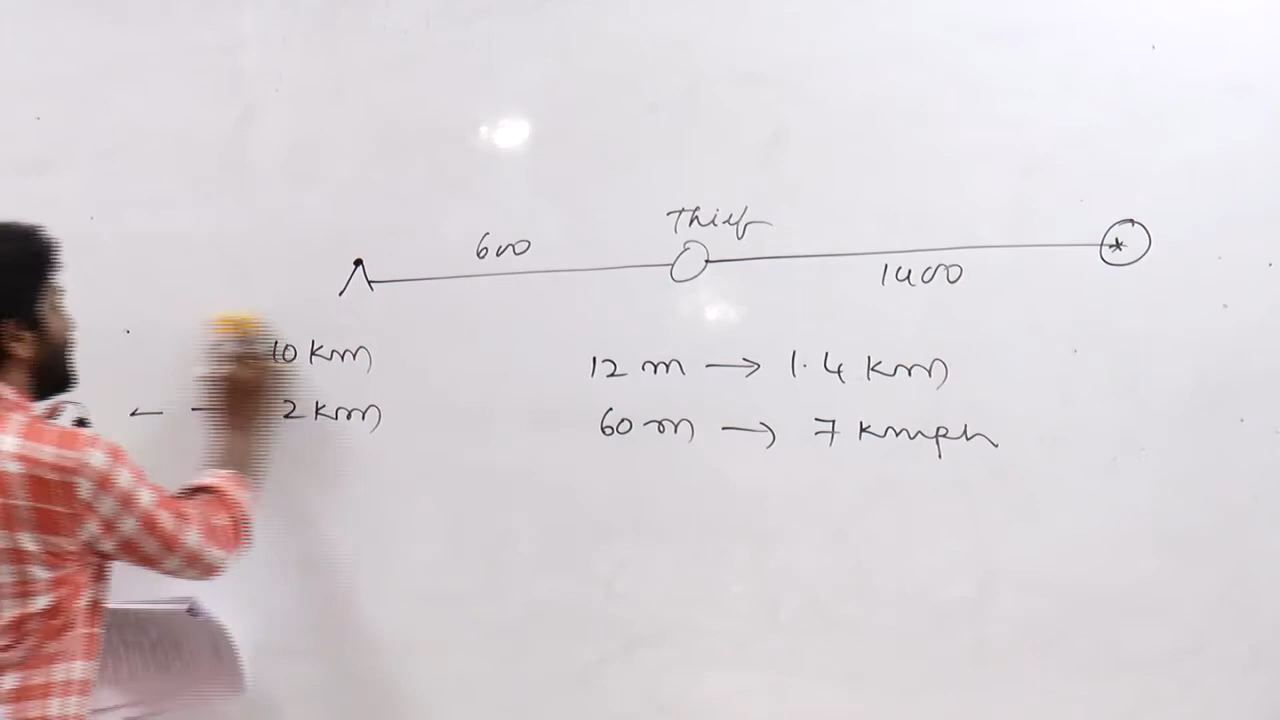 Thief
600
1400
10 km
12 m → 1.4 km
← - 2 km
60 m → 7 kmph